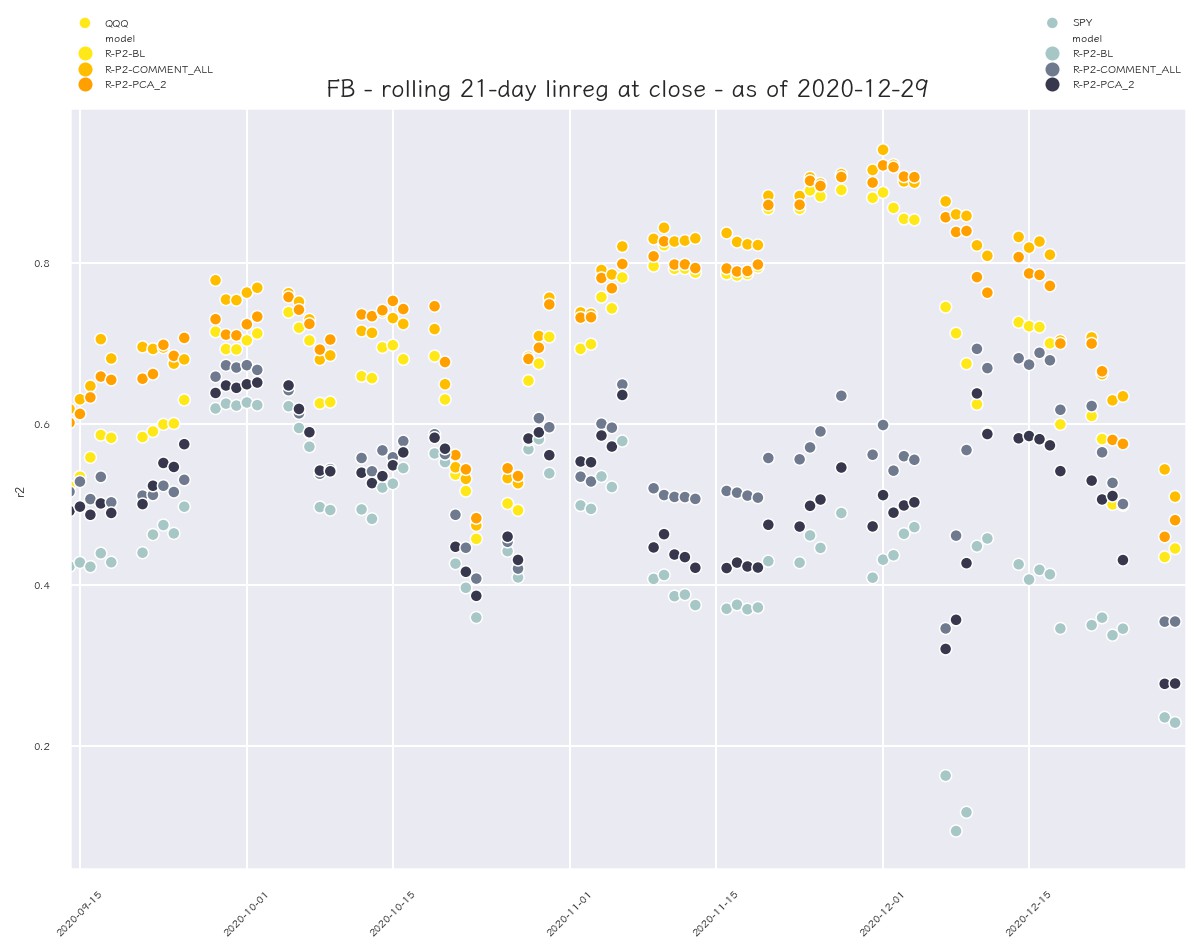 QQQ
model
R-P2-BL
R-P2-COMMENT_ALL
R-P2-PCA_2
SPY
model
R-P2-BL
R-P2-COMMENT_ALL
R-P2-PCA_2
FB - rolling 21-day linreg at close - as of 2020-12-29
0.8
0.6
0.4
0.2
r2
2020-09-15
2020-10-01
2020-10-15
2020-11-01
2020-11-15
2020-12-01
2020-12-15